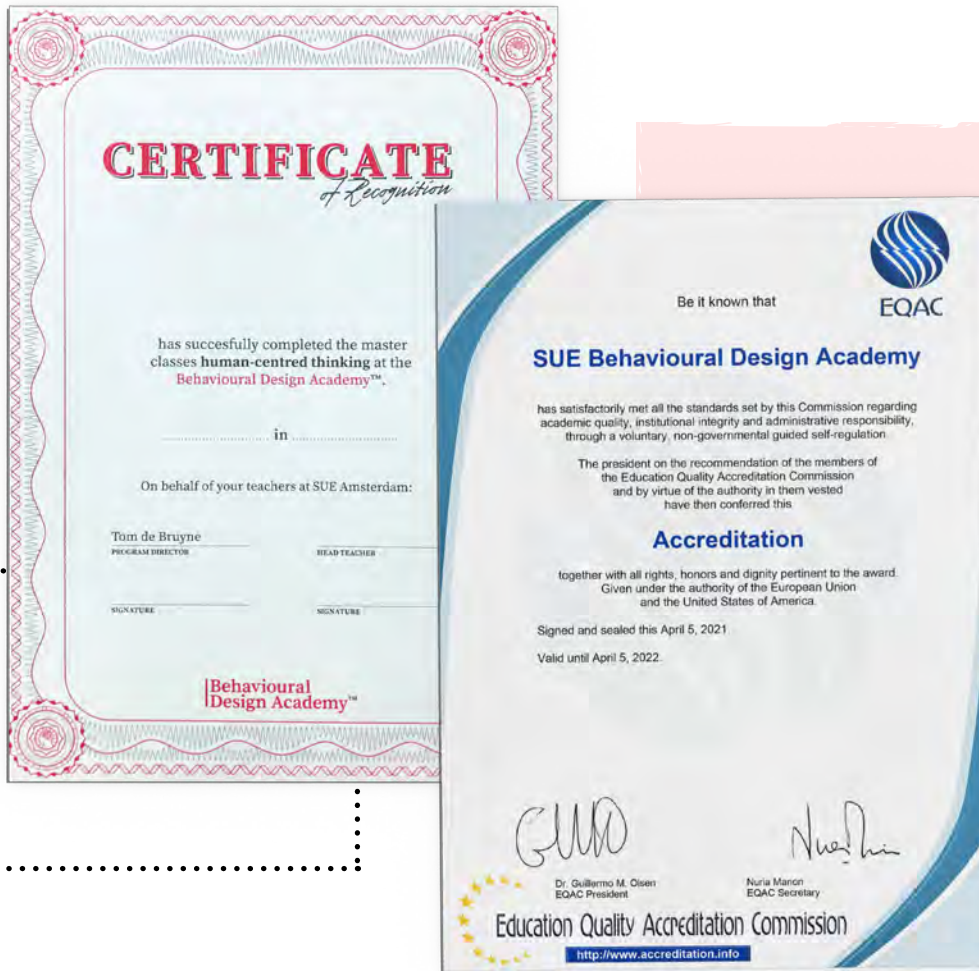 CERTIFICATE
of Recognition
has succesfully completed the master
classes human-centred thinking at the
Behavioural Design Academy™.
in
On behalf of your teachers at SUE Amsterdam:
Tom de Bruyne
PROGRAM DIRECTOR
HEAD TEACHER
SIGNATURE
SIGNATURE
Behavioural
Design Academy™
EQAC
Be it known that
SUE Behavioural Design Academy
has satisfactorily met all the standards set by this Commission regarding
academic quality, institutional integrity and administrative responsibility,
through a voluntary, non-governmental guided self-regulation
The president on the recommendation of the members of
the Education Quality Accreditation Commission
and by virtue of the authority in them vested
have then conferred this
Accreditation
together with all rights, honors and dignity pertinent to the award.
Given under the authority of the European Union
and the United States of America.
Signed and sealed this April 5, 2021
Valid until April 5, 2022.
Dr. Guillermo M. Olsen
EQAC President
Nuria Marion
EQAC Secretary
Education Quality Accreditation Commission
http://www.accreditation.info